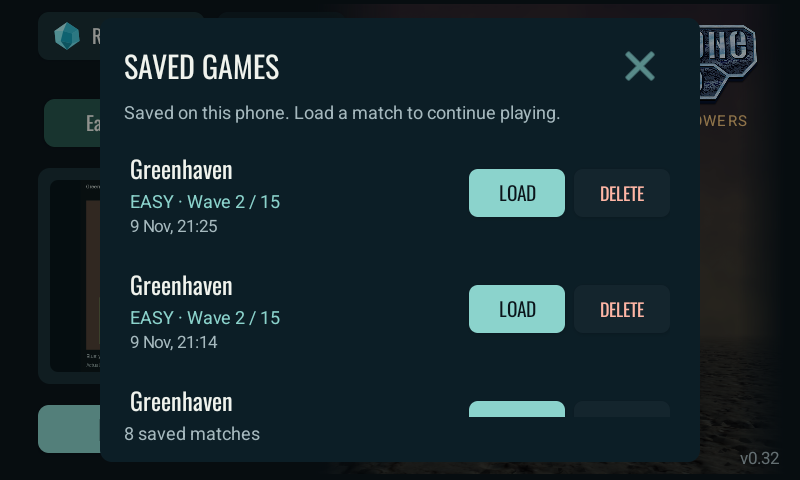 SAVED GAMES
Saved on this phone. Load a match to continue playing.
Greenhaven
EASY · Wave 2 / 15
9 Nov, 21:25
LOAD
DELETE
Greenhaven
EASY · Wave 2 / 15
9 Nov, 21:14
LOAD
DELETE
Greenhaven
8 saved matches
v0.32